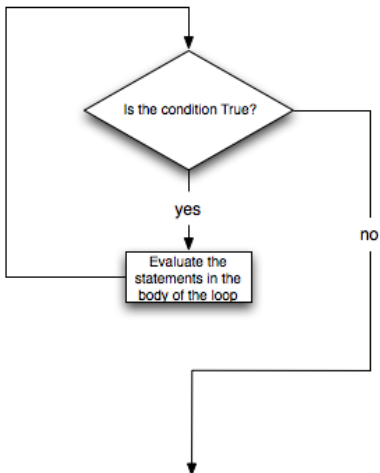 Is the condition True?
yes
no
Evaluate the
statements in the
body of the loop